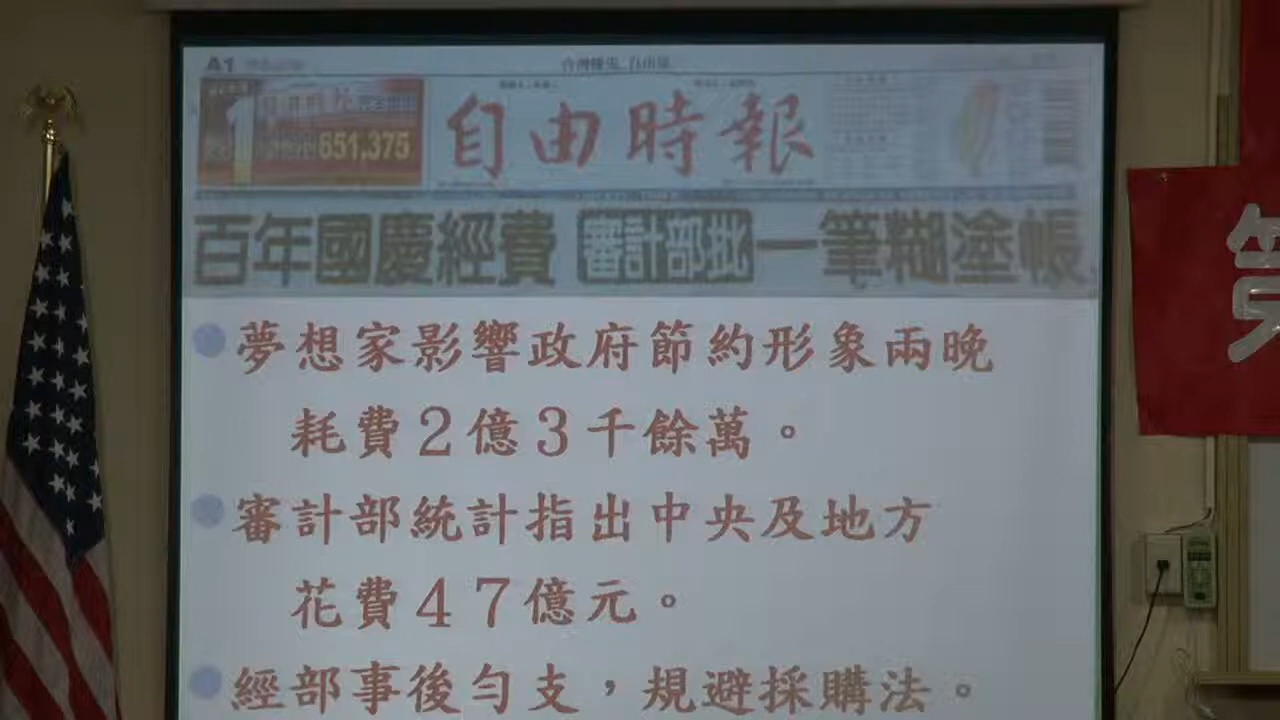 A1
自由時報
651,375
百年國慶經費 審計部批 一筆糊塗帳
夢想家影響政府節約形象兩晚
耗費2億3千餘萬。
審計部統計指出中央及地方
花費47億元。
經部事後勻支，規避採購法。
第